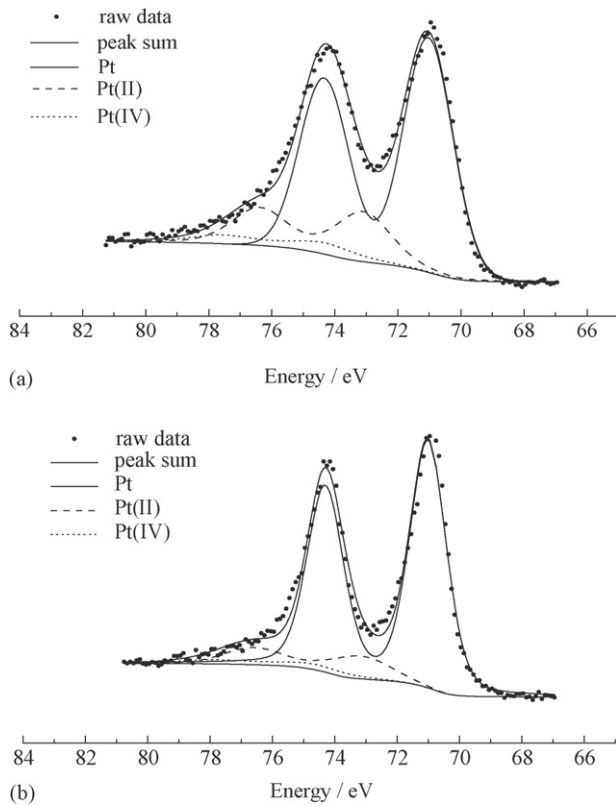 raw data
peak sum
Pt
Pt(II)
Pt(IV)
84 82 80 78 76 74 72 70 68 66
(a)
Energy / eV
raw data
peak sum
Pt
Pt(II)
Pt(IV)
84 82 80 78 76 74 72 70 68 66
(b)
Energy / eV